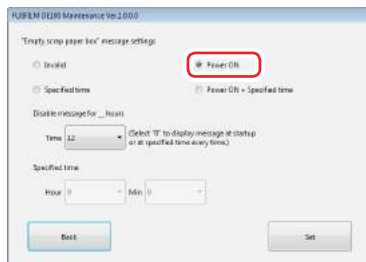 FUJIFILM DE100 Maintenance Ver.1.0.0.0
"Empty scrap paper box" message settings
Invalid
Power ON
Specified time
Power ON + Specified time
Disable message for __ hours
Time 12
(Select "0" to display message at startup
or at specified time every time.)
Specified time
Hour 0 Min 0
Back
Set